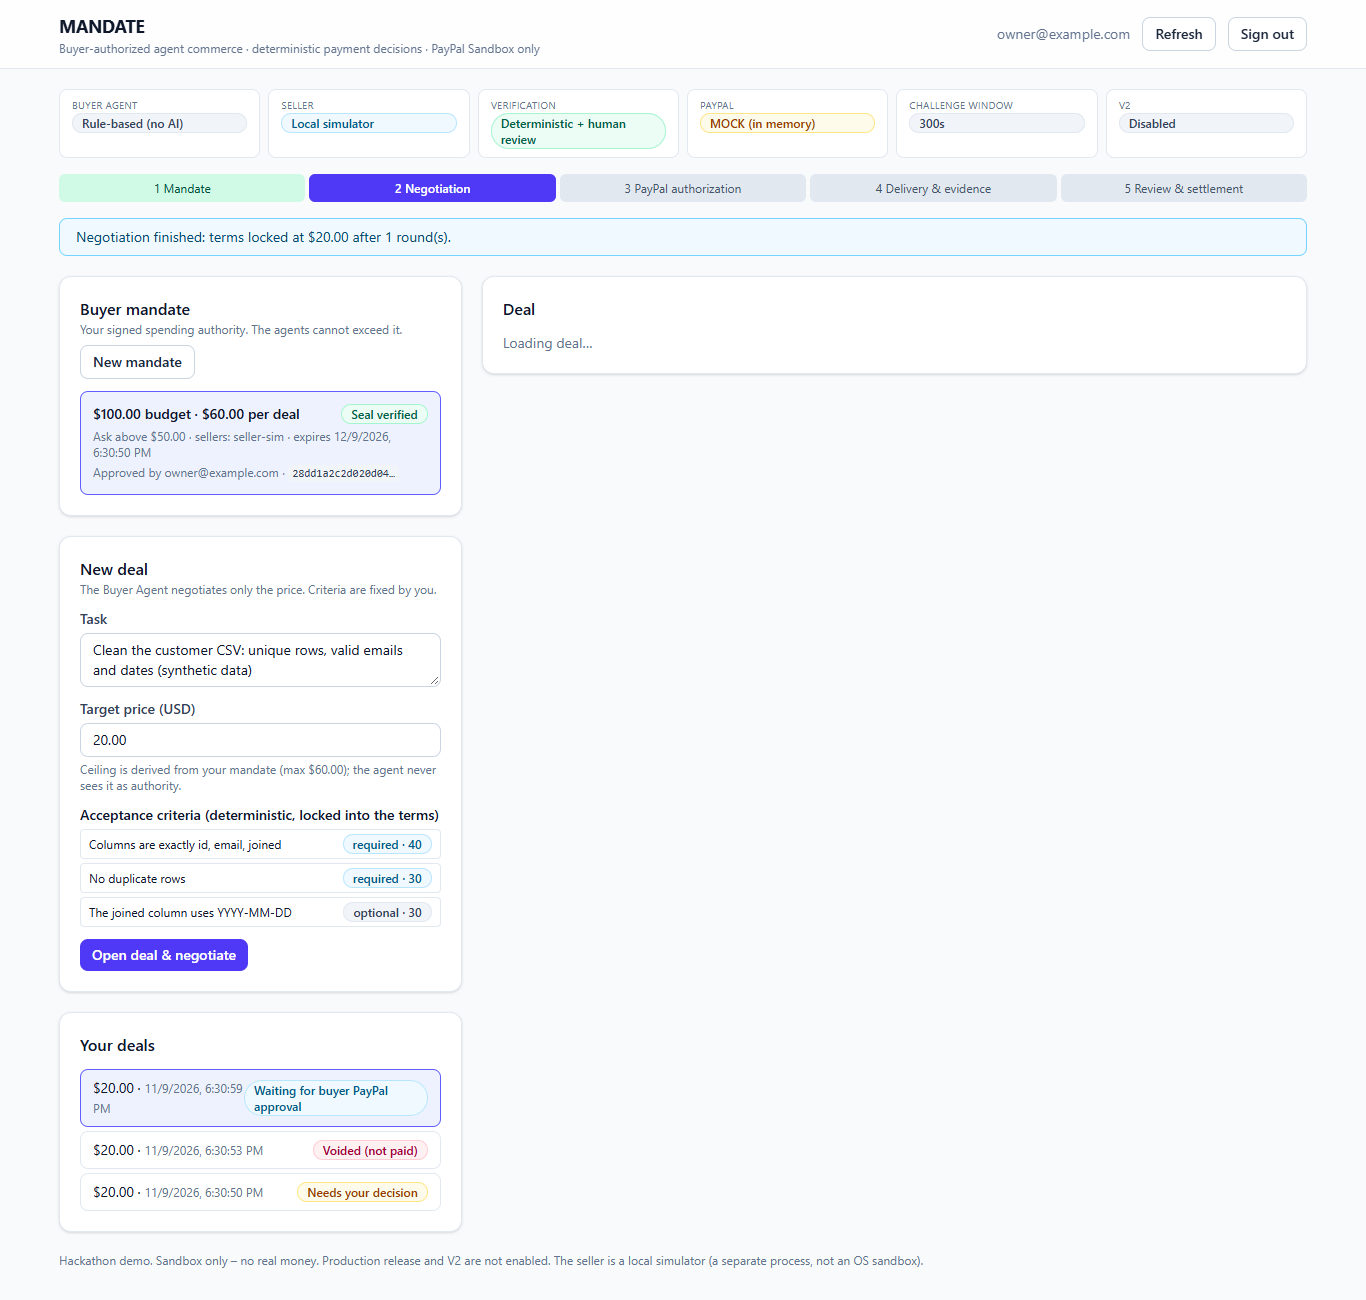 MANDATE
Buyer-authorized agent commerce · deterministic payment decisions · PayPal Sandbox only
owner@example.com
Refresh
Sign out
BUYER AGENT
Rule-based (no AI)
SELLER
Local simulator
VERIFICATION
Deterministic + human
review
PAYPAL
MOCK (in memory)
CHALLENGE WINDOW
300s
V2
Disabled
1 Mandate
2 Negotiation
3 PayPal authorization
4 Delivery & evidence
5 Review & settlement
Negotiation finished: terms locked at $20.00 after 1 round(s).
Buyer mandate
Your signed spending authority. The agents cannot exceed it.
New mandate
$100.00 budget · $60.00 per deal
Seal verified
Ask above $50.00 · sellers: seller-sim · expires 12/9/2026,
6:30:50 PM
Approved by owner@example.com · 28dd1a2c2d020d04…
Deal
Loading deal…
New deal
The Buyer Agent negotiates only the price. Criteria are fixed by you.
Task
Clean the customer CSV: unique rows, valid emails
and dates (synthetic data)
Target price (USD)
20.00
Ceiling is derived from your mandate (max $60.00); the agent never
sees it as authority.
Acceptance criteria (deterministic, locked into the terms)
Columns are exactly id, email, joined
required · 40
No duplicate rows
required · 30
The joined column uses YYYY-MM-DD
optional · 30
Open deal & negotiate
Your deals
$20.00 · 11/9/2026, 6:30:59
PM
Waiting for buyer PayPal
approval
$20.00 · 11/9/2026, 6:30:53 PM
Voided (not paid)
$20.00 · 11/9/2026, 6:30:50 PM
Needs your decision
Hackathon demo. Sandbox only – no real money. Production release and V2 are not enabled. The seller is a local simulator (a separate process, not an OS sandbox).